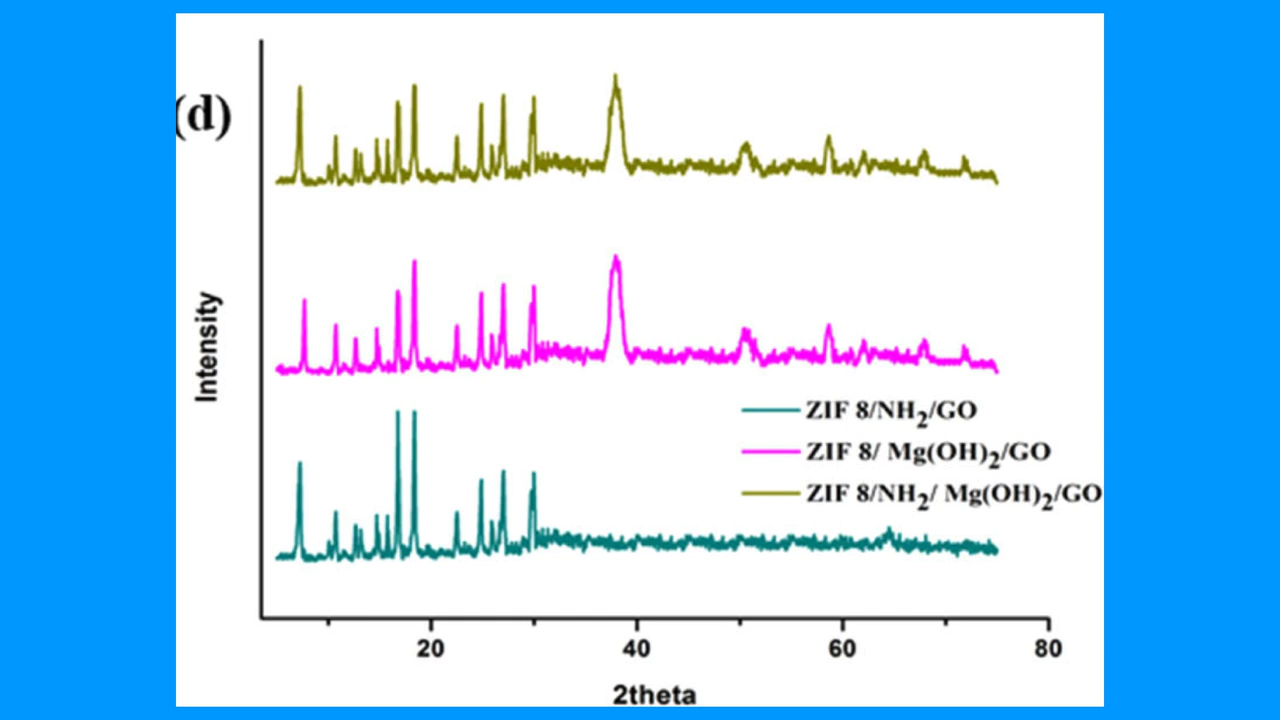 (d)
Intensity
ZIF 8/NH₂/GO
ZIF 8/ Mg(OH)₂/GO
ZIF 8/NH₂/ Mg(OH)₂/GO
20 40 60 80
2theta